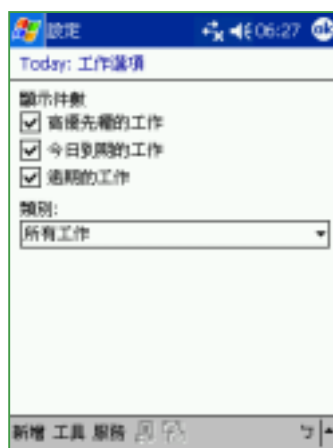 設定 06:27 ok
Today: 工作選項
顯示件數
高優先權的工作
今日到期的工作
過期的工作
類別:
所有工作
新增 工具 服務 ㄅ